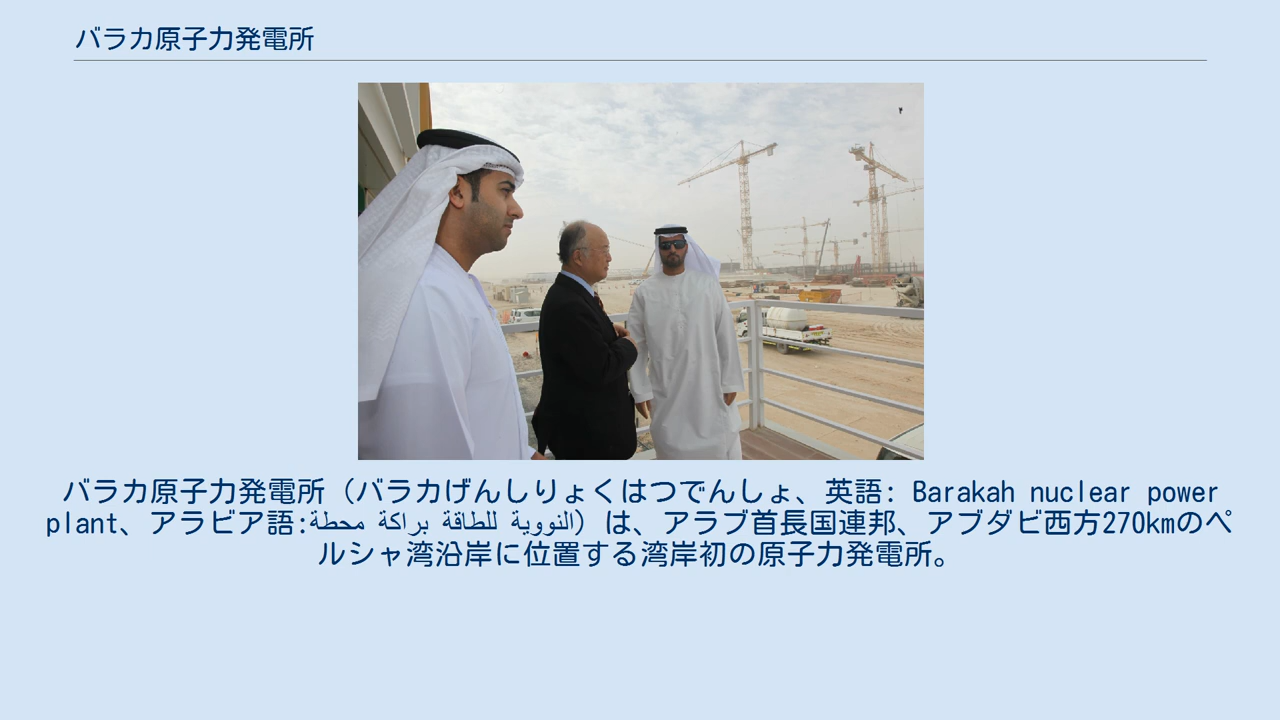 バラカ原子力発電所
バラカ原子力発電所（バラカげんしりょくはつでんしょ、英語: Barakah nuclear power
plant、アラビア語:محطة براكة للطاقة النووية）は、アラブ首長国連邦、アブダビ西方270kmのペ
ルシャ湾沿岸に位置する湾岸初の原子力発電所。